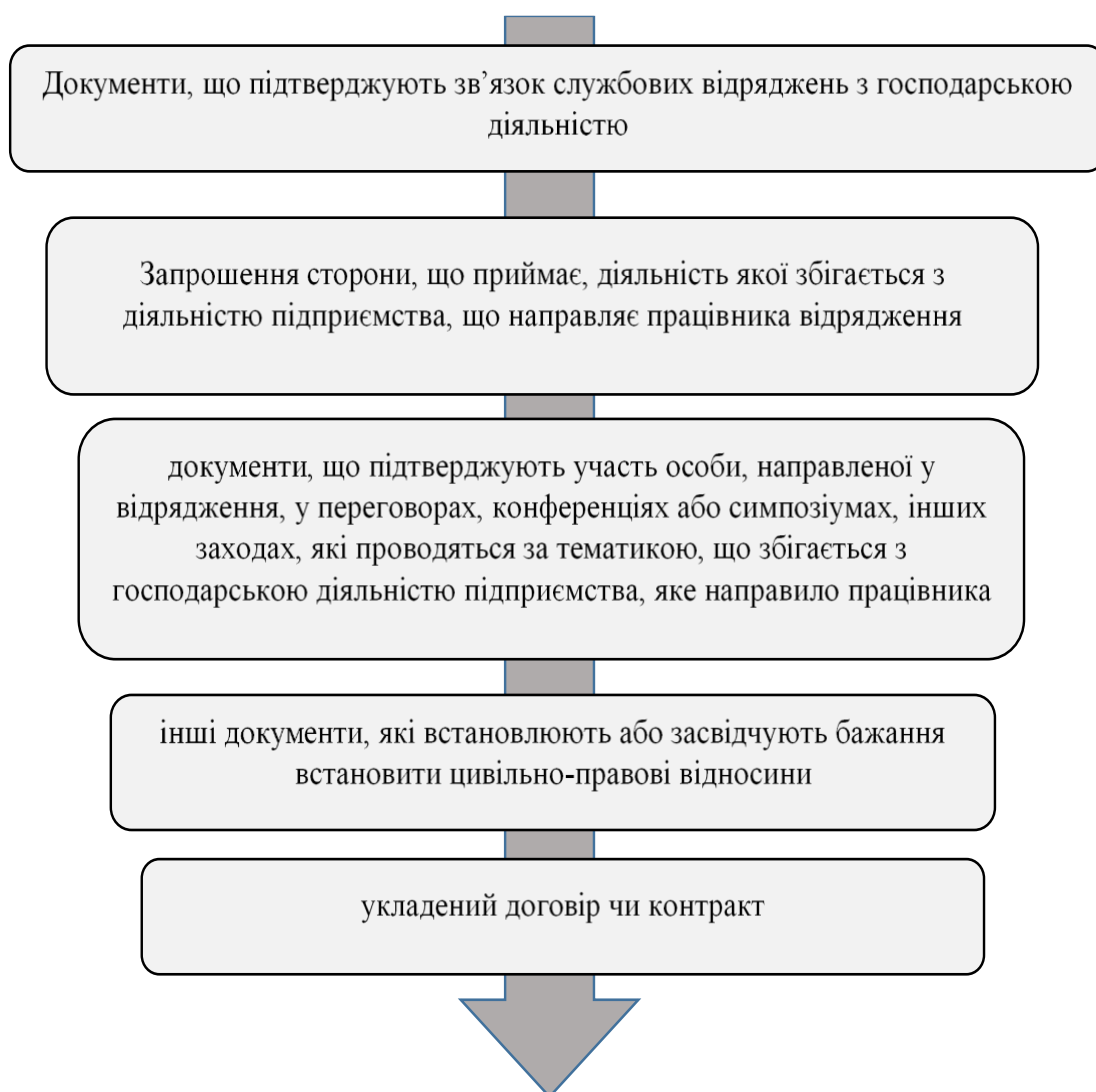 Документи, що підтверджують зв’язок службових відряджень з господарською
діяльністю
Запрошення сторони, що приймає, діяльність якої збігається з
діяльністю підприємства, що направляє працівника відрядження
документи, що підтверджують участь особи, направленої у
відрядження, у переговорах, конференціях або симпозіумах, інших
заходах, які проводяться за тематикою, що збігається з
господарською діяльністю підприємства, яке направило працівника
інші документи, які встановлюють або засвідчують бажання
встановити цивільно-правові відносини
укладений договір чи контракт